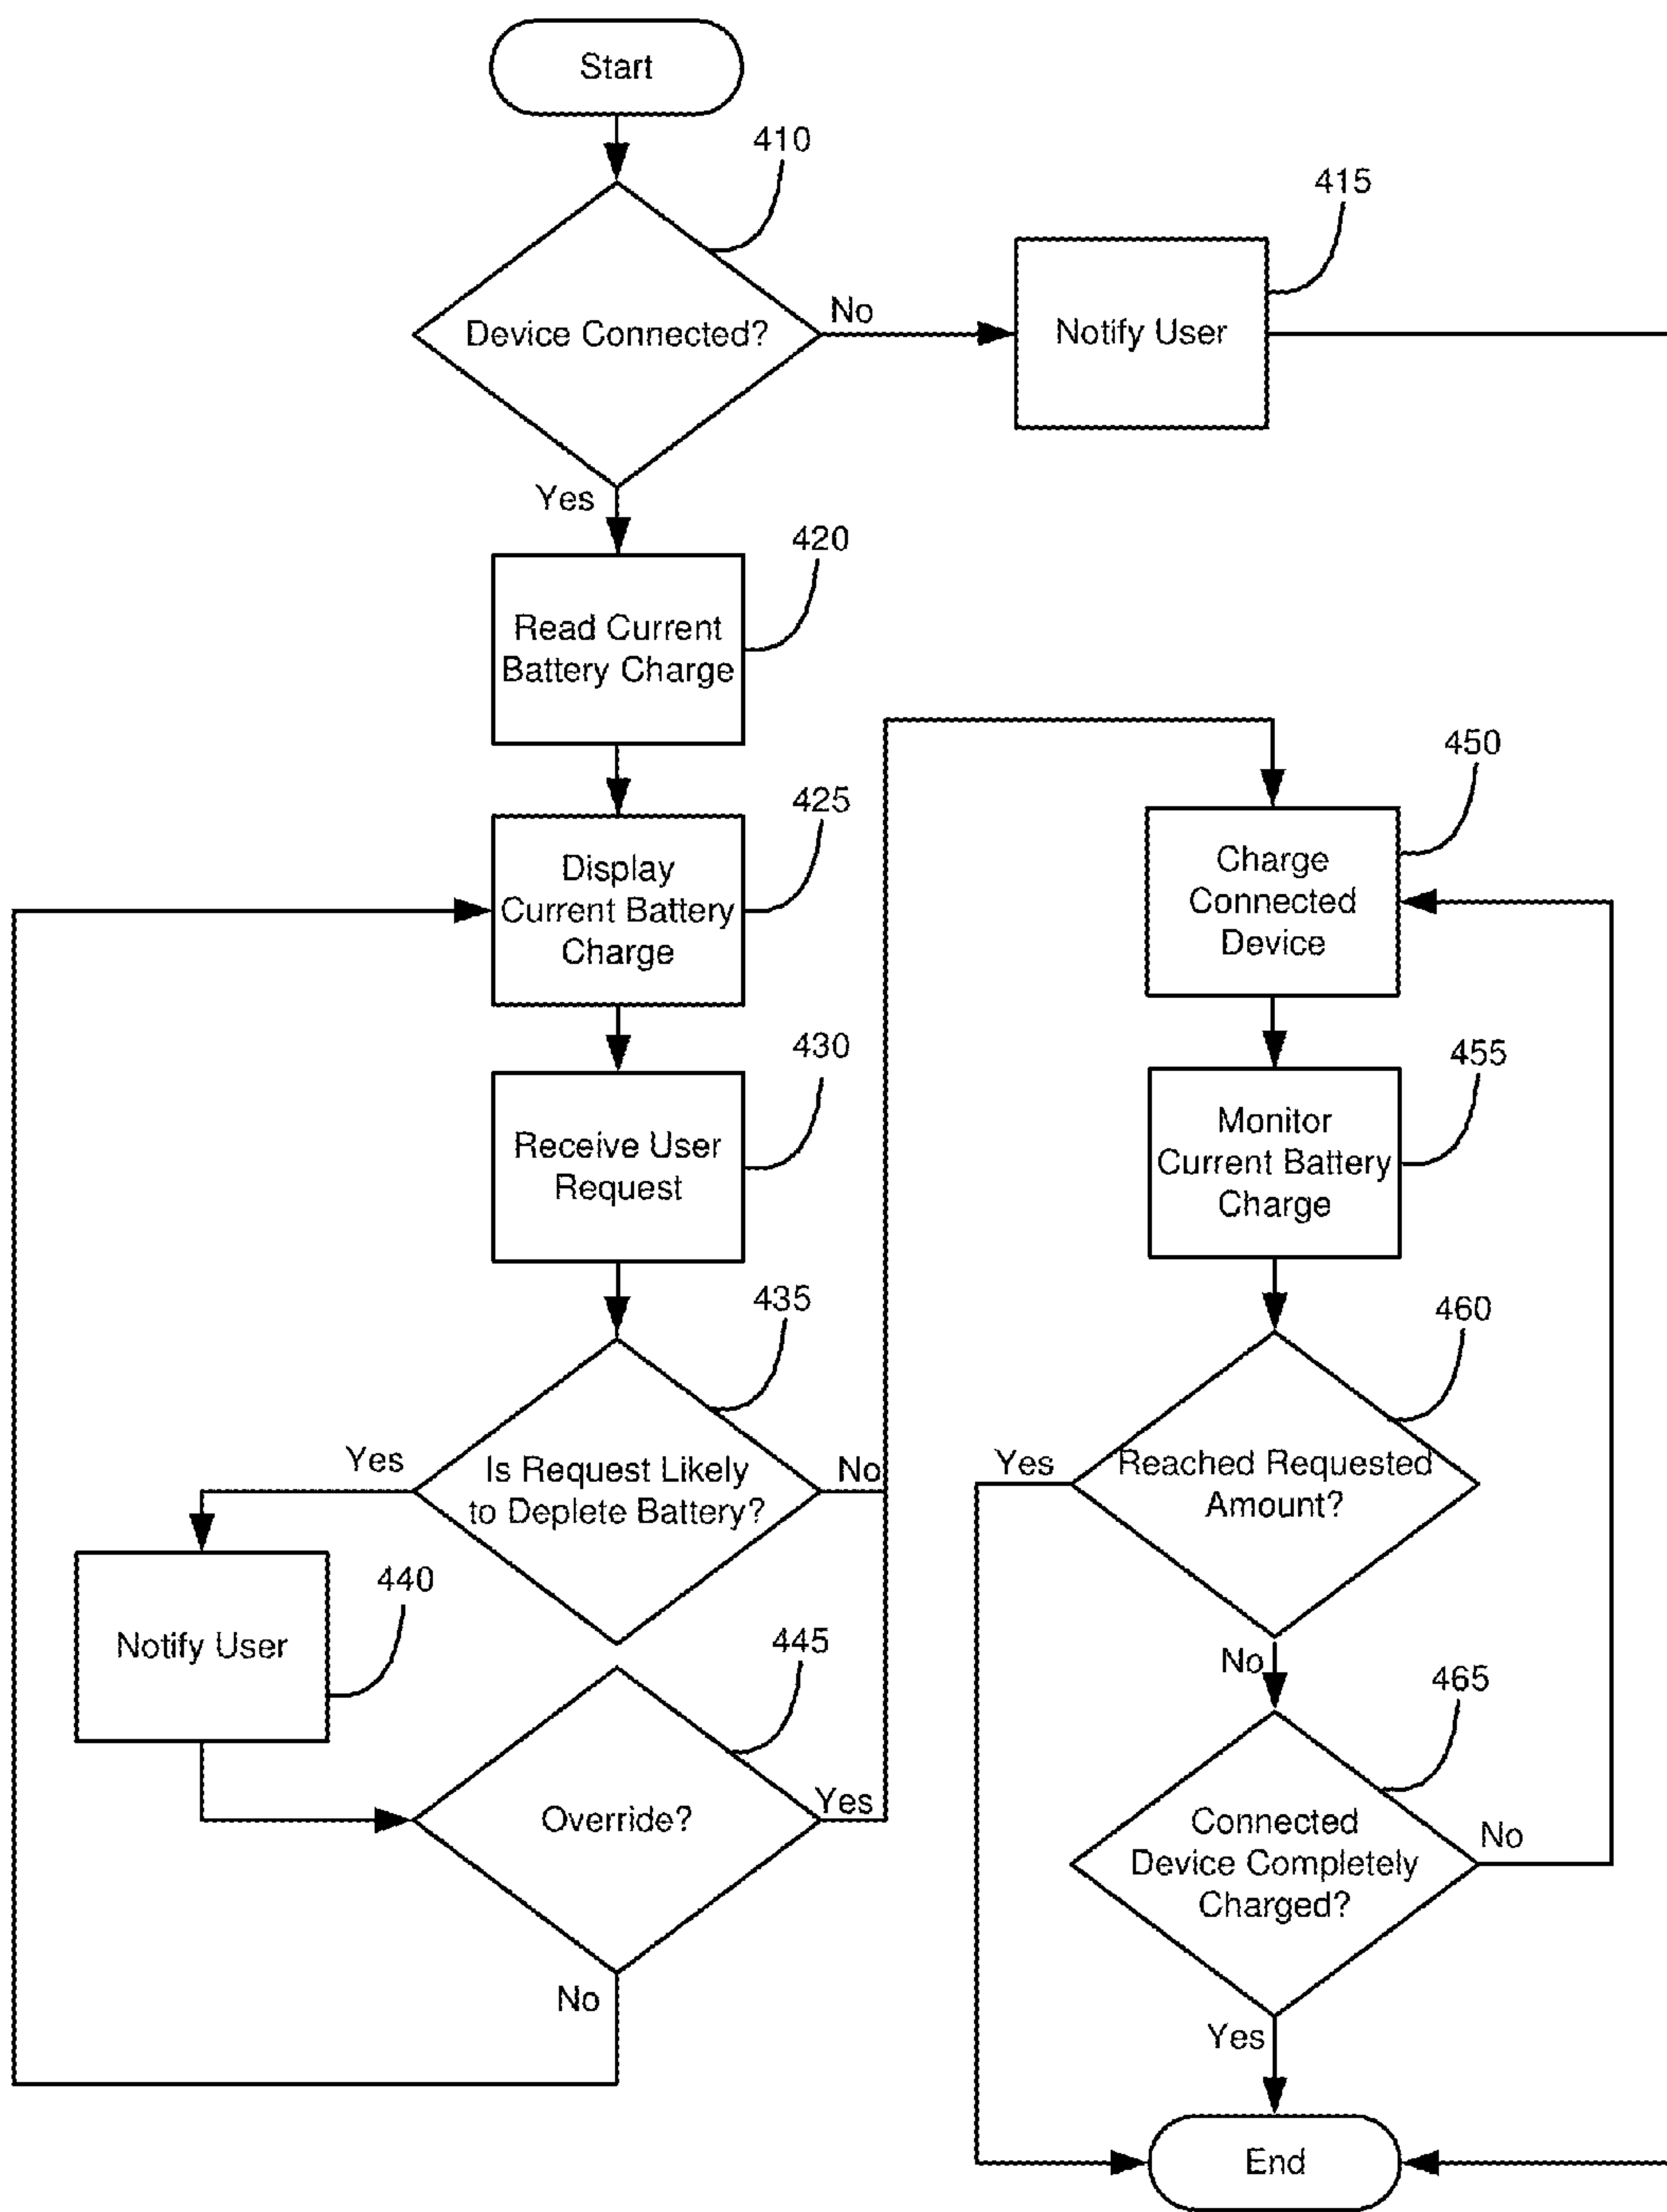 Start
410
415
Device Connected?
No
Notify User
Yes
420
Read Current
Battery Charge
425
Display
Current Battery
Charge
430
Receive User
Request
435
Is Request Likely
to Deplete Battery?
Yes
No
440
Notify User
445
Override?
Yes
No
450
Charge
Connected
Device
455
Monitor
Current Battery
Charge
460
Reached Requested
Amount?
Yes
No
465
Connected
Device Completely
Charged?
No
Yes
End